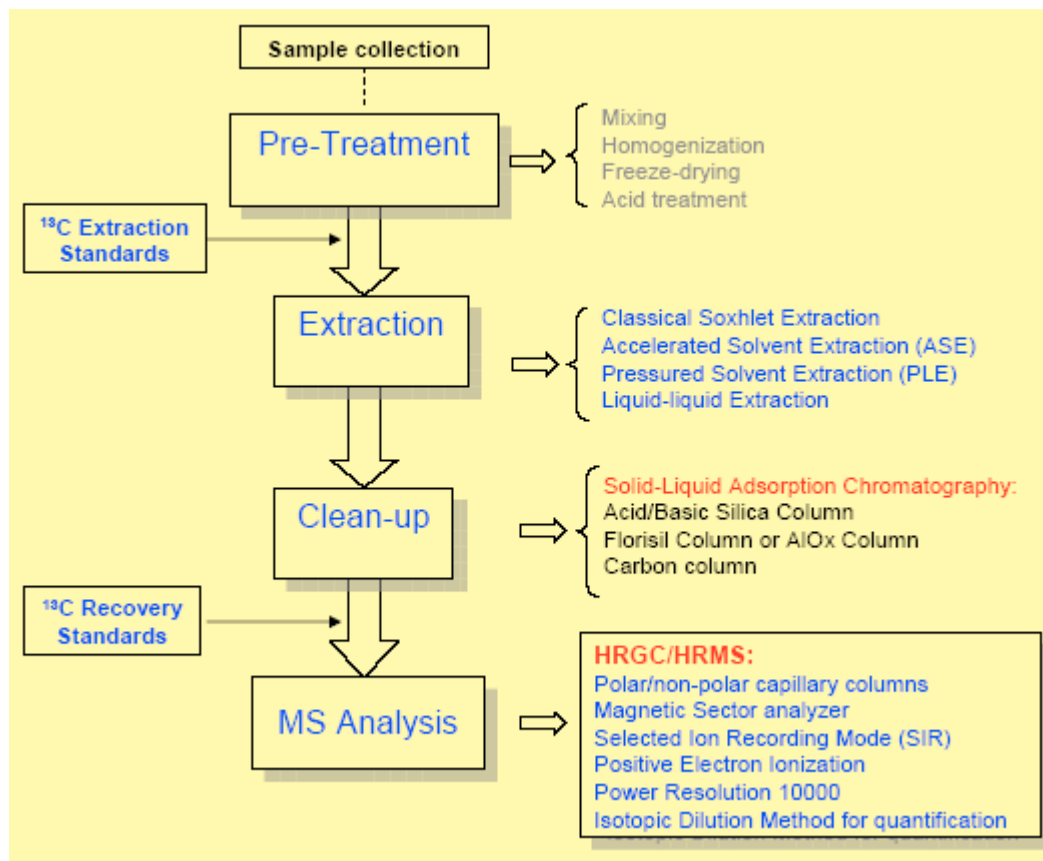 Sample collection
Pre-Treatment
Mixing
Homogenization
Freeze-drying
Acid treatment
¹³C Extraction
Standards
Extraction
Classical Soxhlet Extraction
Accelerated Solvent Extraction (ASE)
Pressured Solvent Extraction (PLE)
Liquid-liquid Extraction
Clean-up
Solid-Liquid Adsorption Chromatography:
Acid/Basic Silica Column
Florisil Column or AlOx Column
Carbon column
¹³C Recovery
Standards
MS Analysis
HRGC/HRMS:
Polar/non-polar capillary columns
Magnetic Sector analyzer
Selected Ion Recording Mode (SIR)
Positive Electron Ionization
Power Resolution 10000
Isotopic Dilution Method for quantification